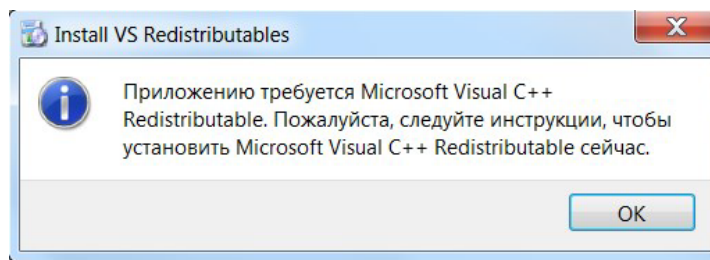 Install VS Redistributables
Приложению требуется Microsoft Visual C++
Redistributable. Пожалуйста, следуйте инструкции, чтобы
установить Microsoft Visual C++ Redistributable сейчас.
OK